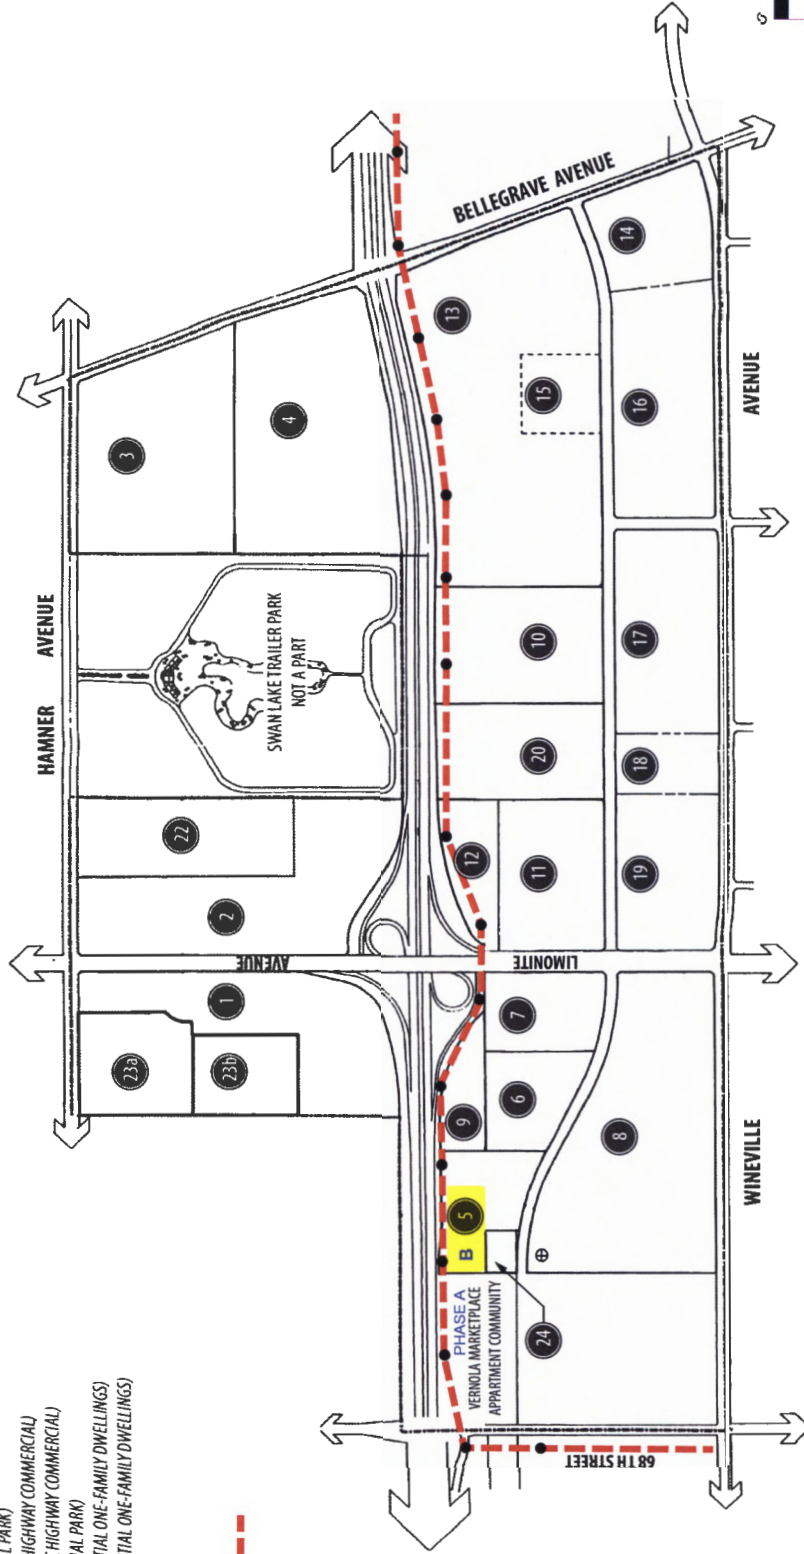 L PARK)
HIGHWAY COMMERCIAL)
HIGHWAY COMMERCIAL)
AL PARK)
TIAL ONE-FAMILY DWELLINGS)
TIAL ONE-FAMILY DWELLINGS)
HAMNER AVENUE
3
4
SWAN LAKE TRAILER PARK
NOT A PART
22
2
AVENUE
LIMONITE
1
23a
23b
BELLEGRAVE AVENUE
13
14
15
16
10
17
20
18
12
11
19
7
6
9
8
5
B
PHASE A
VERNOLA MARKETPLACE
APPARTMENT COMMUNITY
24
68TH STREET
WINEVILLE AVENUE